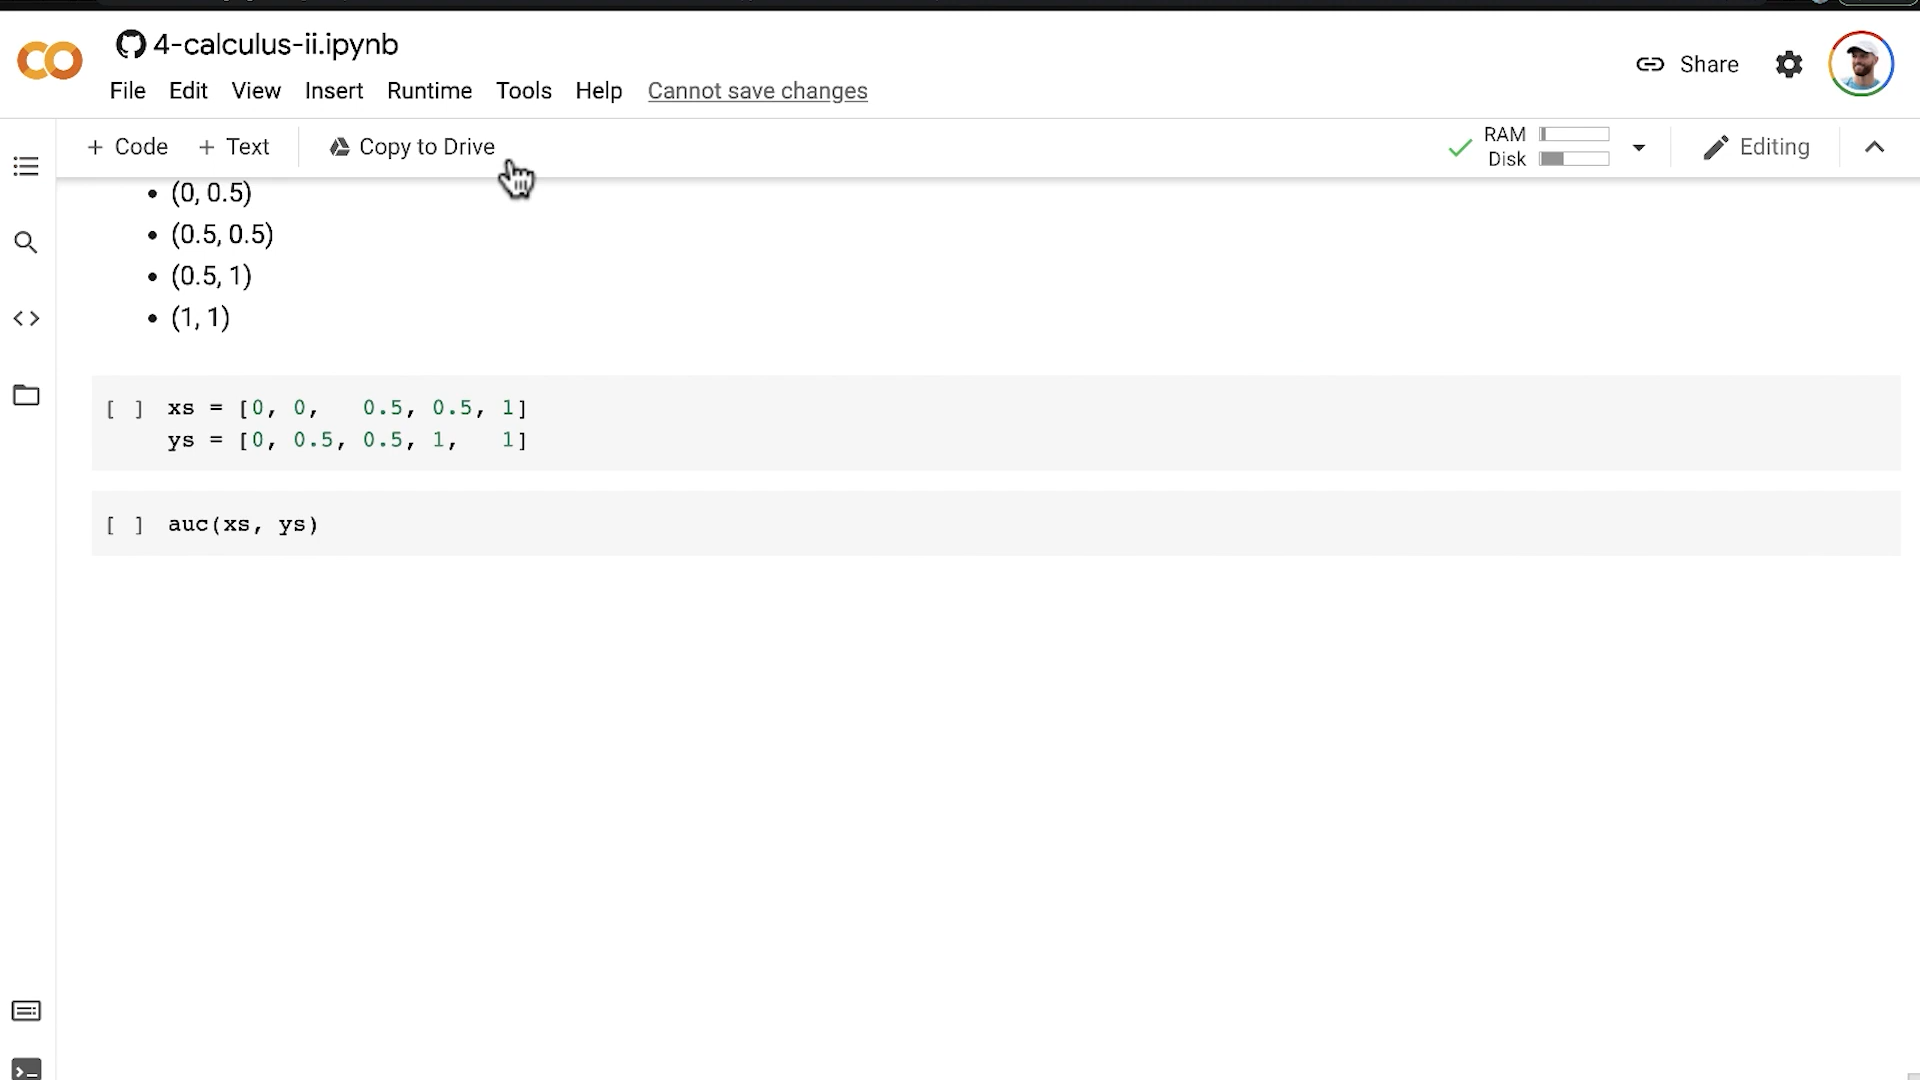 4-calculus-ii.ipynb
File Edit View Insert Runtime Tools Help Cannot save changes
Share
+ Code + Text Copy to Drive
RAM
Disk
Editing
• (0, 0.5)
• (0.5, 0.5)
• (0.5, 1)
• (1, 1)
[ ] xs = [0, 0,   0.5, 0.5, 1]
ys = [0, 0.5, 0.5, 1,   1]
[ ] auc(xs, ys)